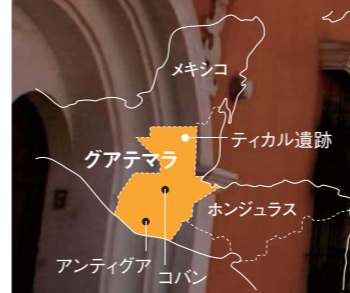 メキシコ
ティカル遺跡
グアテマラ
ホンジュラス
アンティグア
コバン